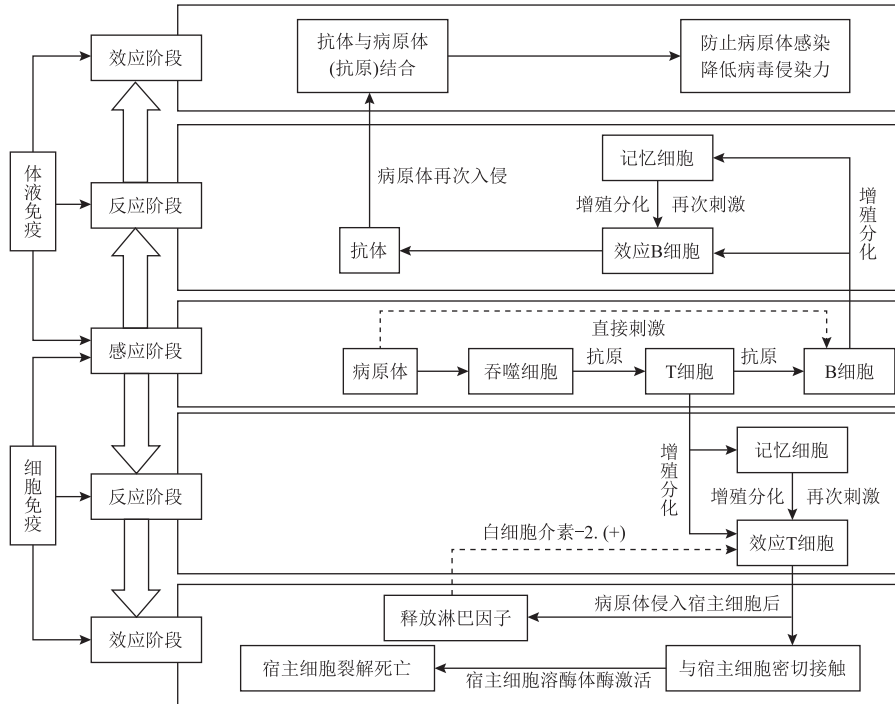 效应阶段
抗体与病原体
(抗原)结合
防止病原体感染
降低病毒侵染力
体液免疫
反应阶段
病原体再次入侵
记忆细胞
增殖分化 再次刺激
增殖分化
抗体
效应B细胞
感应阶段
直接刺激
病原体
吞噬细胞
抗原
T细胞
抗原
B细胞
细胞免疫
反应阶段
增殖分化
记忆细胞
增殖分化 再次刺激
白细胞介素-2. (+)
效应T细胞
效应阶段
释放淋巴因子
病原体侵入宿主细胞后
宿主细胞裂解死亡
宿主细胞溶酶体酶激活
与宿主细胞密切接触